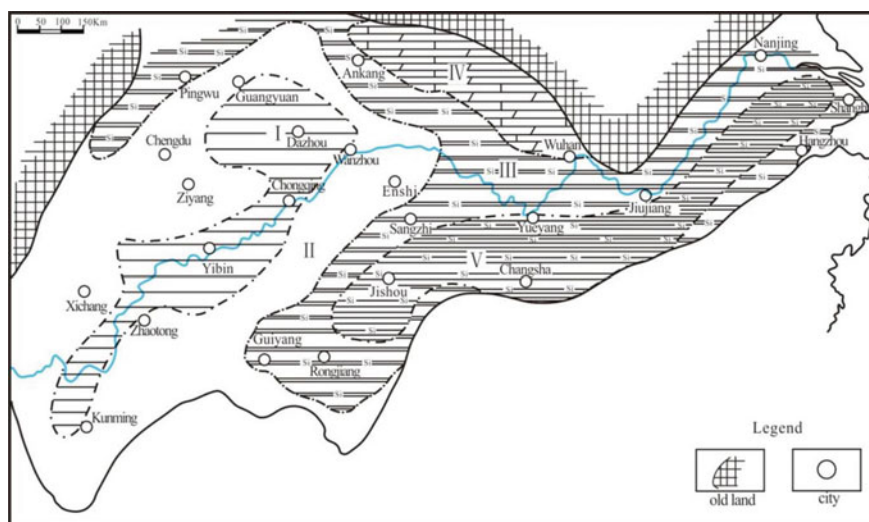 0 50 100 150Km
Nanjing
Ankang
IV
Pingwu
Guangyuan
Shangh
I
Dazhou
Chengdu
Wanzhou
Wuhan
Hangzhou
III
Ziyang
Chongqing
Enshi
Jiujiang
Sangzhi
Yueyang
Yibin
II
V
Changsha
Jishou
Xichang
Zhaotong
Guiyang
Rongjiang
Kunming
Legend
old land
city